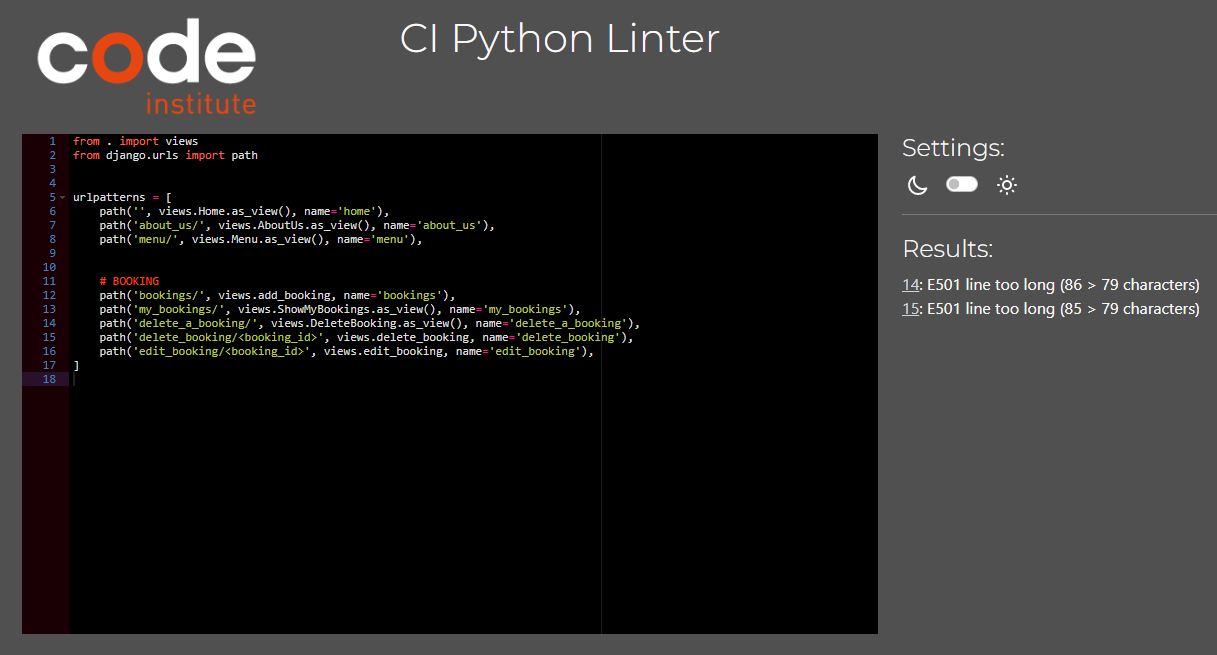 code
institute
CI Python Linter
1 from . import views
2 from django.urls import path
3
4
5 urlpatterns = [
6     path('', views.Home.as_view(), name='home'),
7     path('about_us/', views.AboutUs.as_view(), name='about_us'),
8     path('menu/', views.Menu.as_view(), name='menu'),
9
10
11     # BOOKING
12     path('bookings/', views.add_booking, name='bookings'),
13     path('my_bookings/', views.ShowMyBookings.as_view(), name='my_bookings'),
14     path('delete_a_booking/', views.DeleteBooking.as_view(), name='delete_a_booking'),
15     path('delete_booking/<booking_id>', views.delete_booking, name='delete_booking'),
16     path('edit_booking/<booking_id>', views.edit_booking, name='edit_booking'),
17 ]
18
Settings:
Results:
14: E501 line too long (86 > 79 characters)
15: E501 line too long (85 > 79 characters)